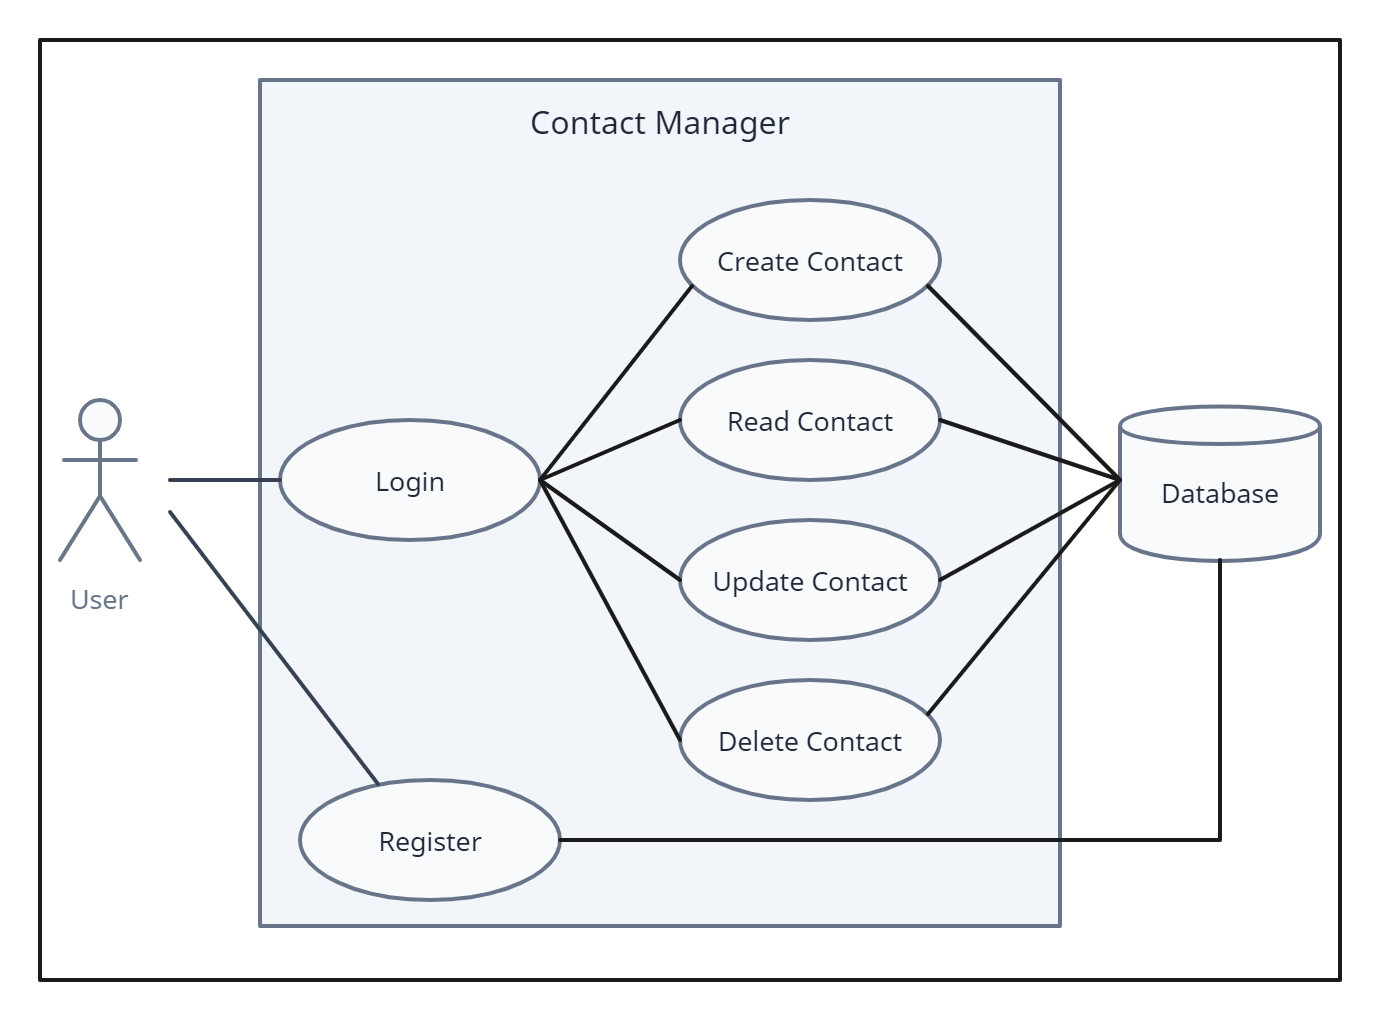 Contact Manager
Create Contact
Read Contact
Login
Database
Update Contact
User
Delete Contact
Register